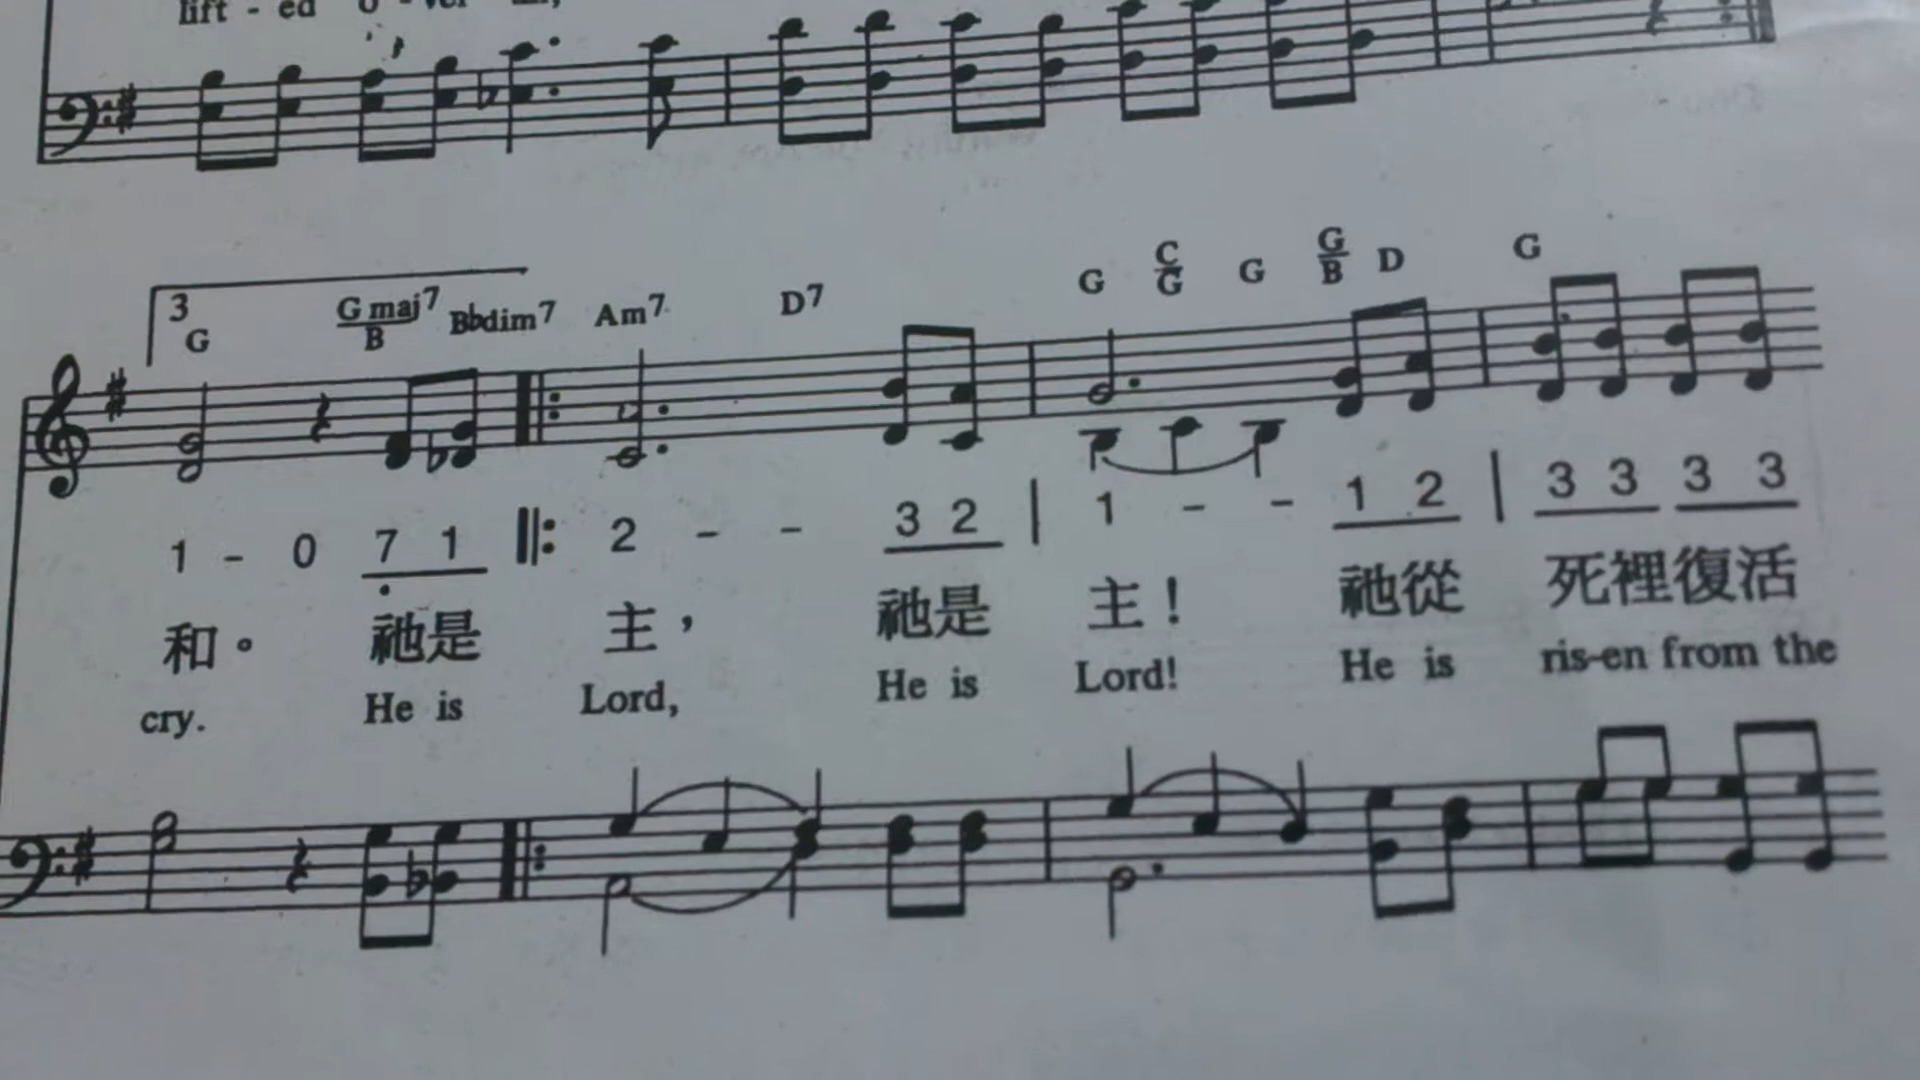 lift - ed
3
G Gmaj7/B Bbdim7 Am7 D7 G C/G G G/B D G
1 - 0 7 1 2 - - 3 2 | 1 - - 1 2 | 3 3 3 3
和。 祂是 主， 祂是 主！ 祂從 死裡復活
cry. He is Lord, He is Lord! He is ris-en from the